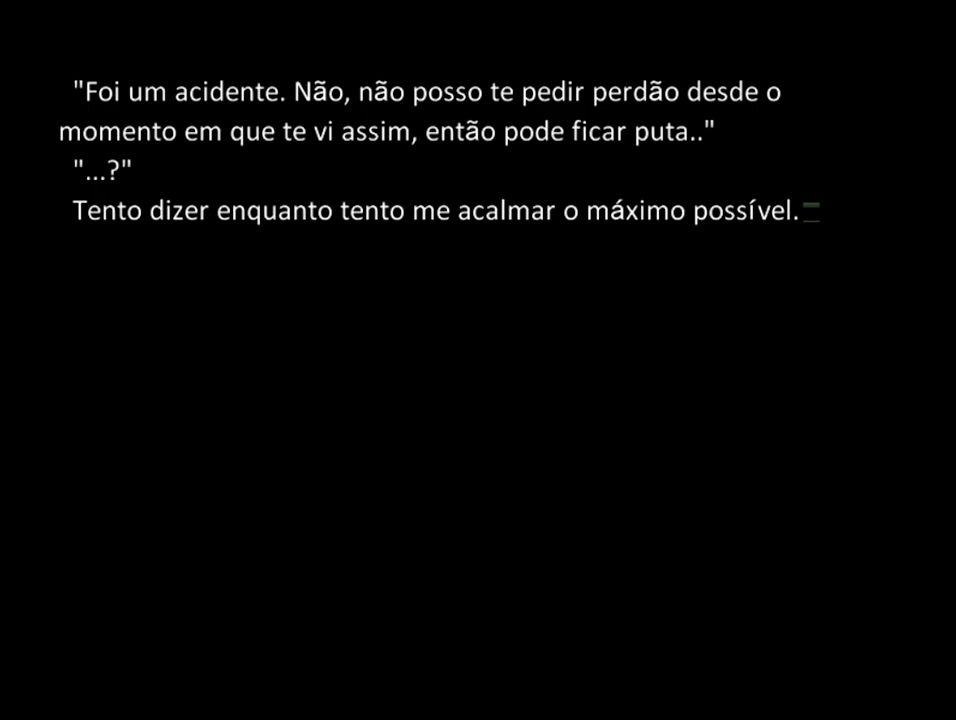 "Foi um acidente. Não, não posso te pedir perdão desde o
momento em que te vi assim, então pode ficar puta.."
"...?"
Tento dizer enquanto tento me acalmar o máximo possível.